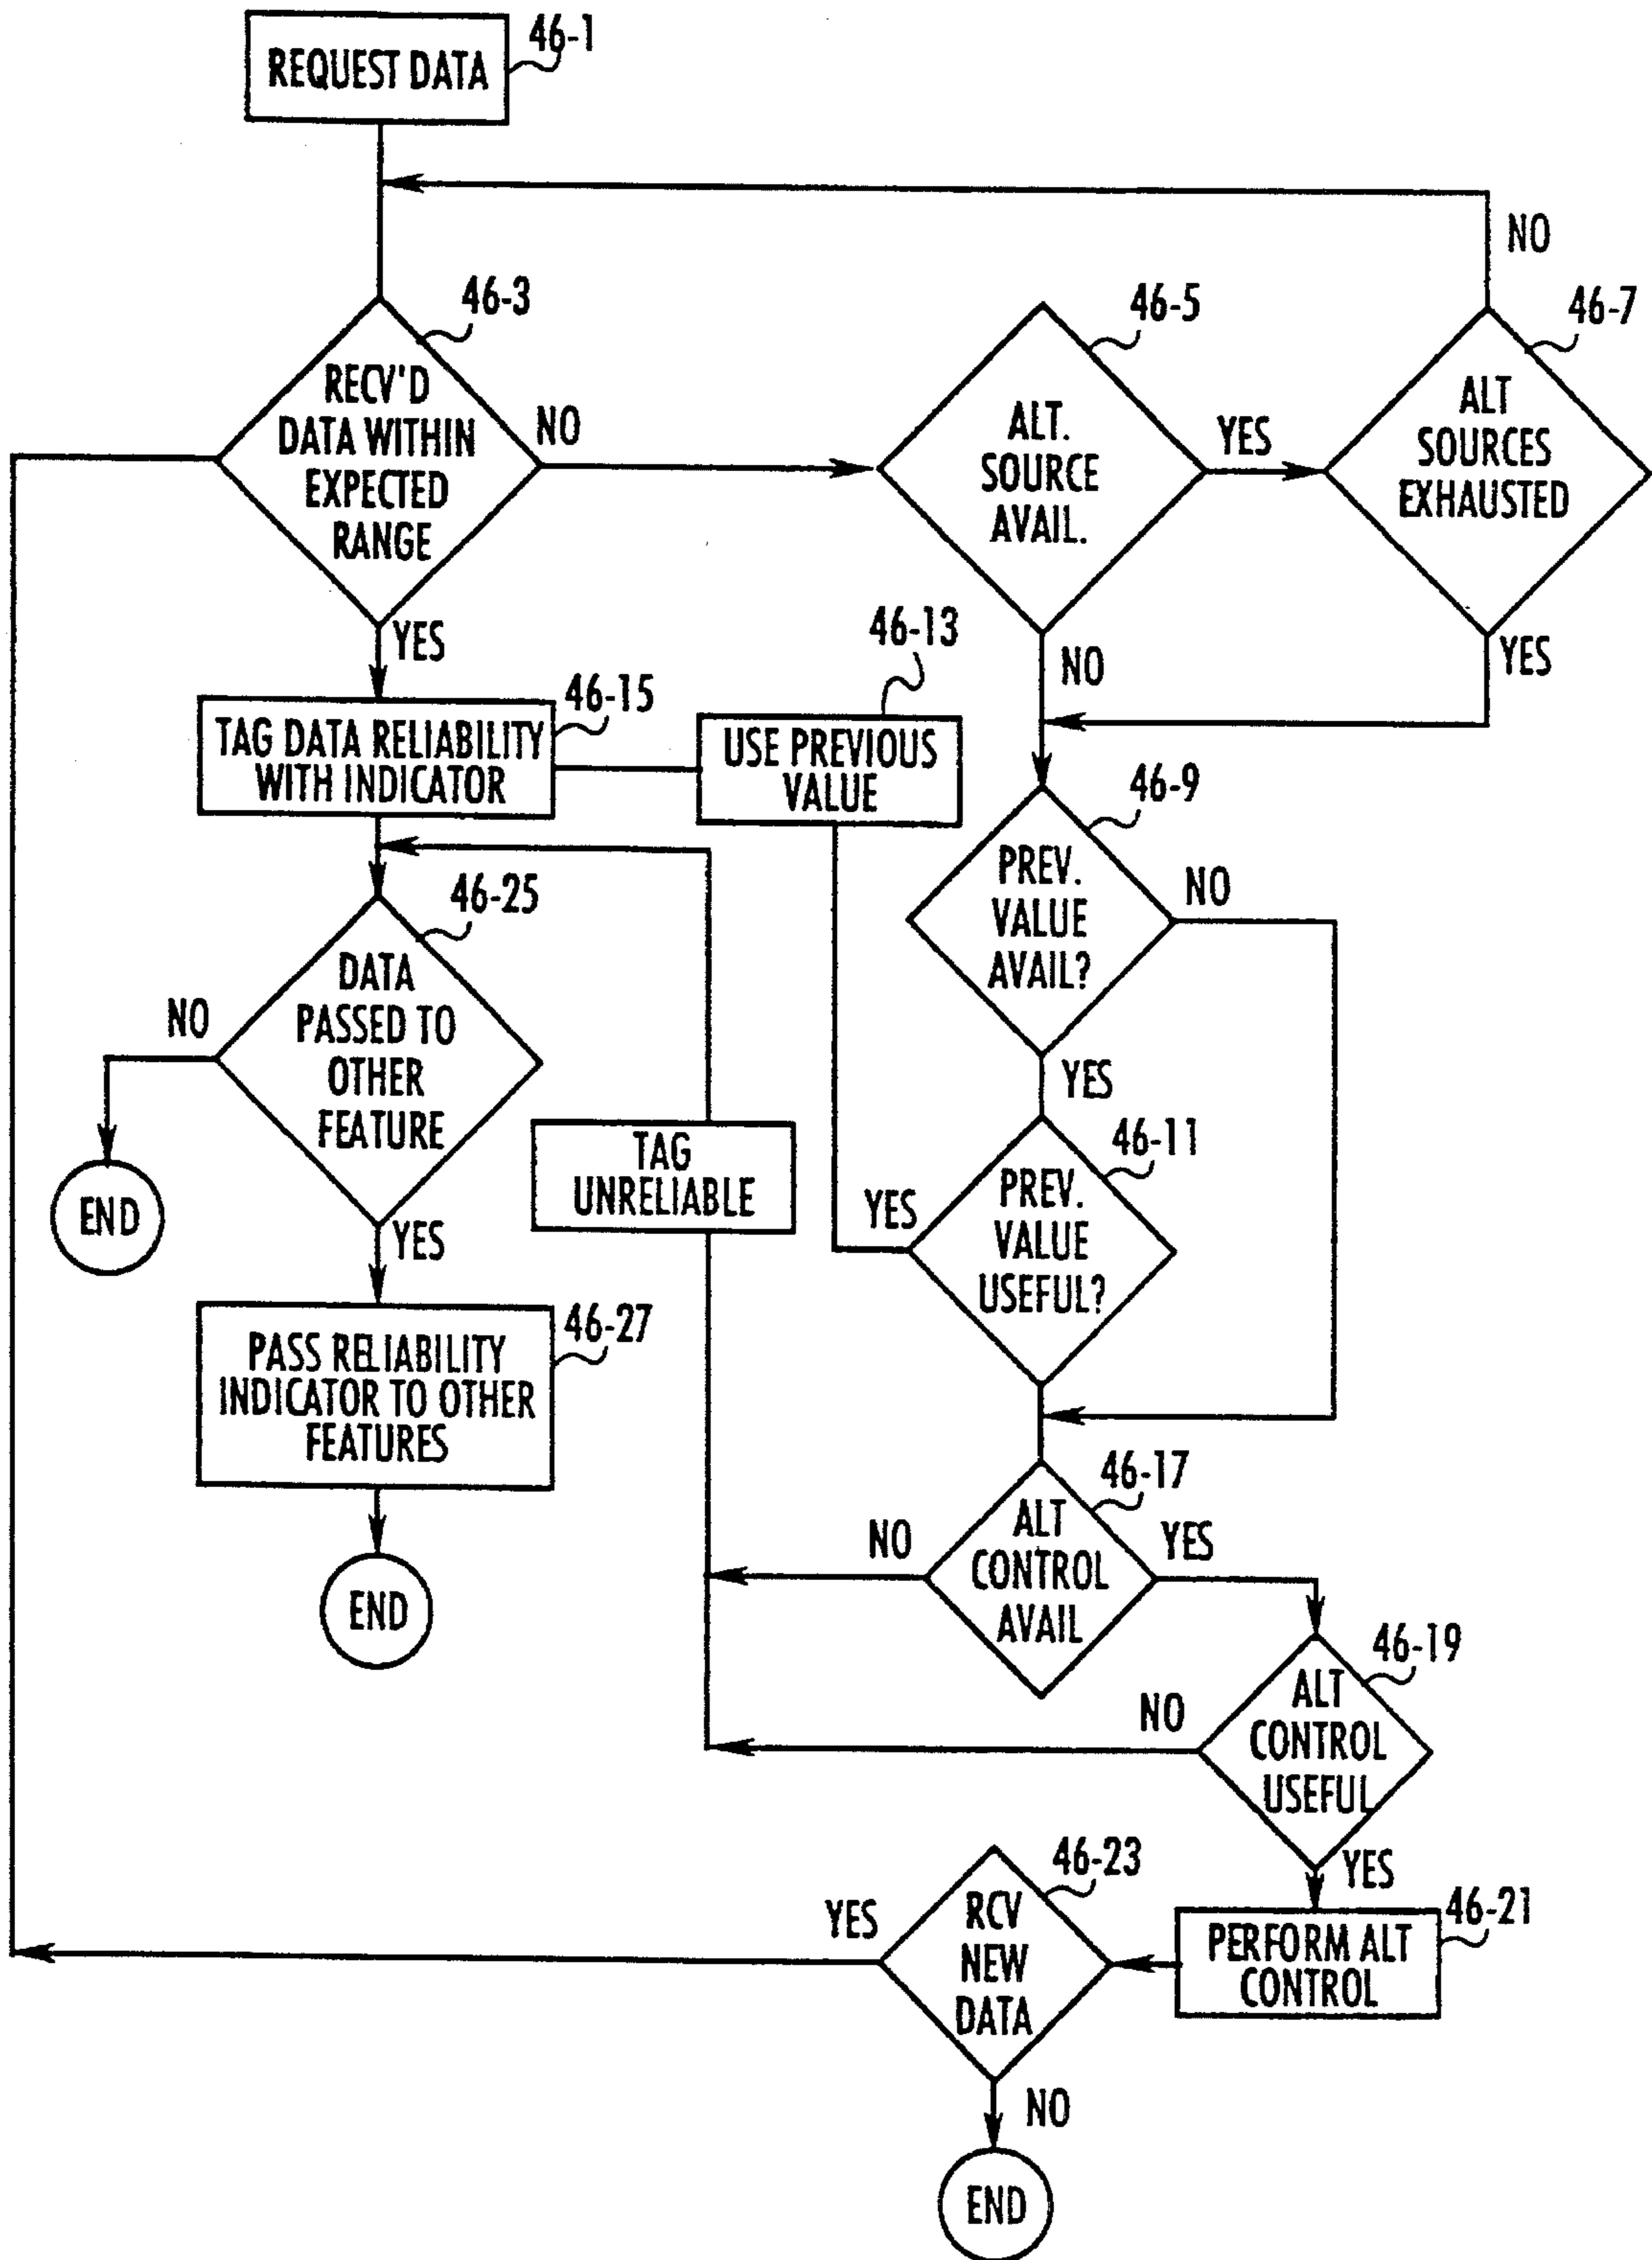 REQUEST DATA
46-1
NO
46-3
RECV'D
DATA WITHIN
EXPECTED
RANGE
NO
YES
46-5
ALT.
SOURCE
AVAIL.
YES
NO
46-7
ALT
SOURCES
EXHAUSTED
YES
46-15
TAG DATA RELIABILITY
WITH INDICATOR
46-13
USE PREVIOUS
VALUE
46-9
PREV.
VALUE
AVAIL?
NO
YES
46-25
DATA
PASSED TO
OTHER
FEATURE
NO
END
YES
TAG
UNRELIABLE
46-11
PREV.
VALUE
USEFUL?
YES
46-27
PASS RELIABILITY
INDICATOR TO OTHER
FEATURES
END
46-17
ALT
CONTROL
AVAIL
NO
YES
46-19
ALT
CONTROL
USEFUL
NO
YES
46-23
RCV
NEW
DATA
YES
46-21
PERFORM ALT
CONTROL
NO
END